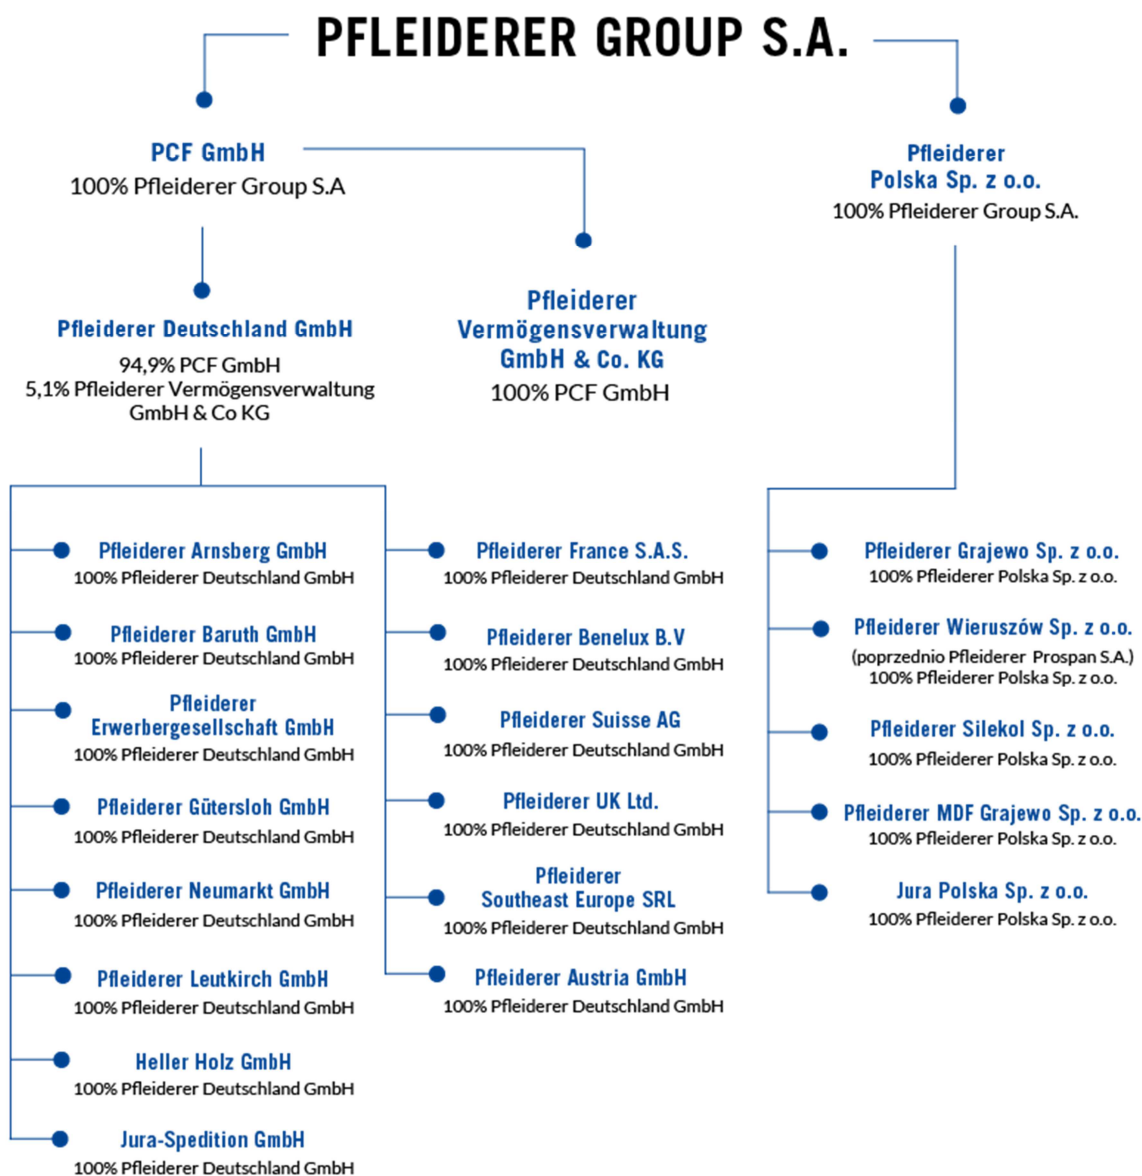 PFLEIDERER GROUP S.A.
PCF GmbH
100% Pfleiderer Group S.A
Pfleiderer
Polska Sp. z o.o.
100% Pfleiderer Group S.A.
Pfleiderer Deutschland GmbH
94,9% PCF GmbH
5,1% Pfleiderer Vermögensverwaltung
GmbH & Co KG
Pfleiderer
Vermögensverwaltung
GmbH & Co. KG
100% PCF GmbH
Pfleiderer Arnsberg GmbH
100% Pfleiderer Deutschland GmbH
Pfleiderer Baruth GmbH
100% Pfleiderer Deutschland GmbH
Pfleiderer
Erwerbergesellschaft GmbH
100% Pfleiderer Deutschland GmbH
Pfleiderer Gütersloh GmbH
100% Pfleiderer Deutschland GmbH
Pfleiderer Neumarkt GmbH
100% Pfleiderer Deutschland GmbH
Pfleiderer Leutkirch GmbH
100% Pfleiderer Deutschland GmbH
Heller Holz GmbH
100% Pfleiderer Deutschland GmbH
Jura-Spedition GmbH
100% Pfleiderer Deutschland GmbH
Pfleiderer France S.A.S.
100% Pfleiderer Deutschland GmbH
Pfleiderer Benelux B.V
100% Pfleiderer Deutschland GmbH
Pfleiderer Suisse AG
100% Pfleiderer Deutschland GmbH
Pfleiderer UK Ltd.
100% Pfleiderer Deutschland GmbH
Pfleiderer
Southeast Europe SRL
100% Pfleiderer Deutschland GmbH
Pfleiderer Austria GmbH
100% Pfleiderer Deutschland GmbH
Pfleiderer Grajewo Sp. z o.o.
100% Pfleiderer Polska Sp. z o.o.
Pfleiderer Wieruszów Sp. z o.o.
(poprzednio Pfleiderer Prospan S.A.)
100% Pfleiderer Polska Sp. z o.o.
Pfleiderer Silekol Sp. z o.o.
100% Pfleiderer Polska Sp. z o.o.
Pfleiderer MDF Grajewo Sp. z o.o.
100% Pfleiderer Polska Sp. z o.o.
Jura Polska Sp. z o.o.
100% Pfleiderer Polska Sp. z o.o.